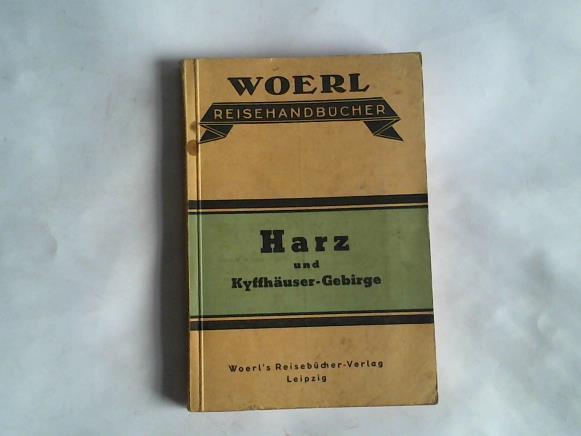 WOERL
REISEHANDBÜCHER
Harz
und
Kyffhäuser-Gebirge
Woerl's Reisebücher-Verlag
Leipzig